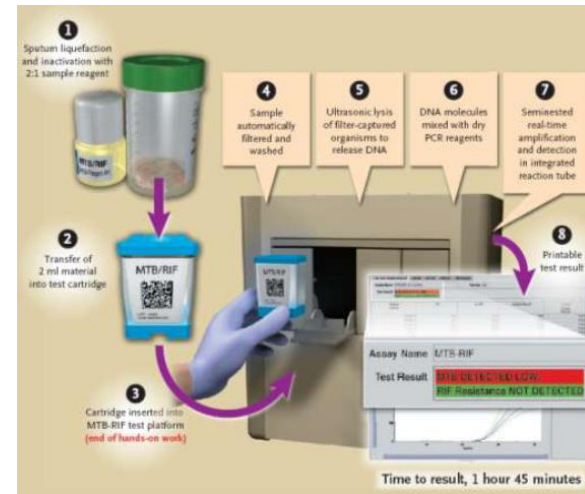 1
Sputum liquefaction
and inactivation with
2:1 sample reagent
MTB/RIF
2
Transfer of
2 ml material
into test cartridge
MTB/RIF
3
Cartridge inserted into
MTB-RIF test platform
(end of hands-on work)
4
Sample
automatically
filtered and
washed
5
Ultrasonic lysis
of filter-captured
organisms to
release DNA
6
DNA molecules
mixed with dry
PCR reagents
7
Seminested
real-time
amplification
and detection
in integrated
reaction tube
8
Printable
test result
MTB/RIF
Assay Name MTB-RIF
Test Result MTB DETECTED LOW
RIF Resistance NOT DETECTED
Time to result, 1 hour 45 minutes